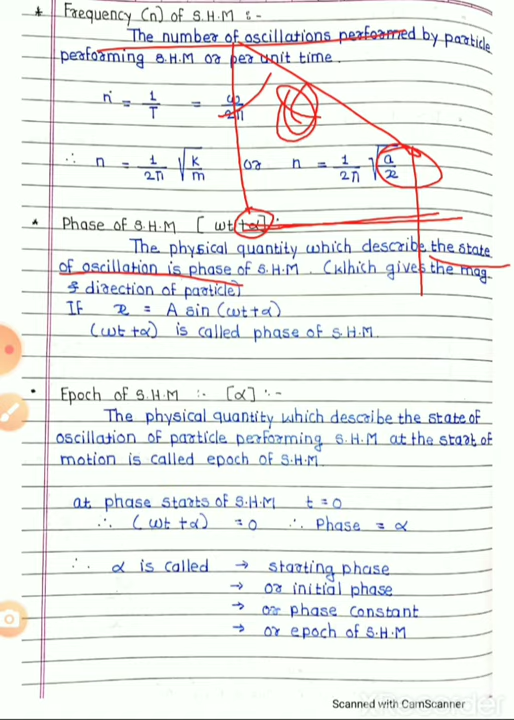 * Frequency (n) of S.H.M :-
The number of oscillations performed by particle
performing S.H.M or per unit time.
n = 1/T = ω/2π
∴ n = 1/2π √k/m or n = 1/2π √a/x
* Phase of S.H.M [ ωt+α] :
The physical quantity which describe the state
of oscillation is phase of S.H.M. (Which gives the mag.
& direction of particle)
If x = A sin (ωt+α)
(ωt+α) is called phase of S.H.M.
• Epoch of S.H.M :- [α] :-
The physical quantity which describe the state of
oscillation of particle performing S.H.M at the start of
motion is called epoch of S.H.M.
at phase starts of S.H.M t = 0
∴ (ωt +α) = 0 ∴ Phase = α
∴ α is called → starting phase
→ or initial phase
→ or phase constant
→ or epoch of S.H.M
Scanned with CamScanner